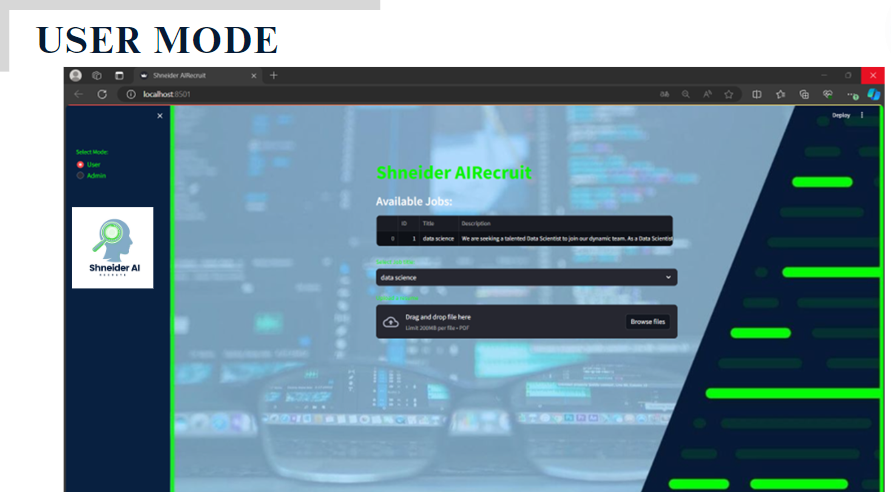 USER MODE
Shneider AIRecruit
localhost:8501
Deploy
Select Mode:
User
Admin
Shneider AI
RECRUITS
Shneider AIRecruit
Available Jobs:
ID Title Description
0 1 data science We are seeking a talented Data Scientist to join our dynamic team. As a Data Scientist
data science
Drag and drop file here
Limit 200MB per file • PDF
Browse files